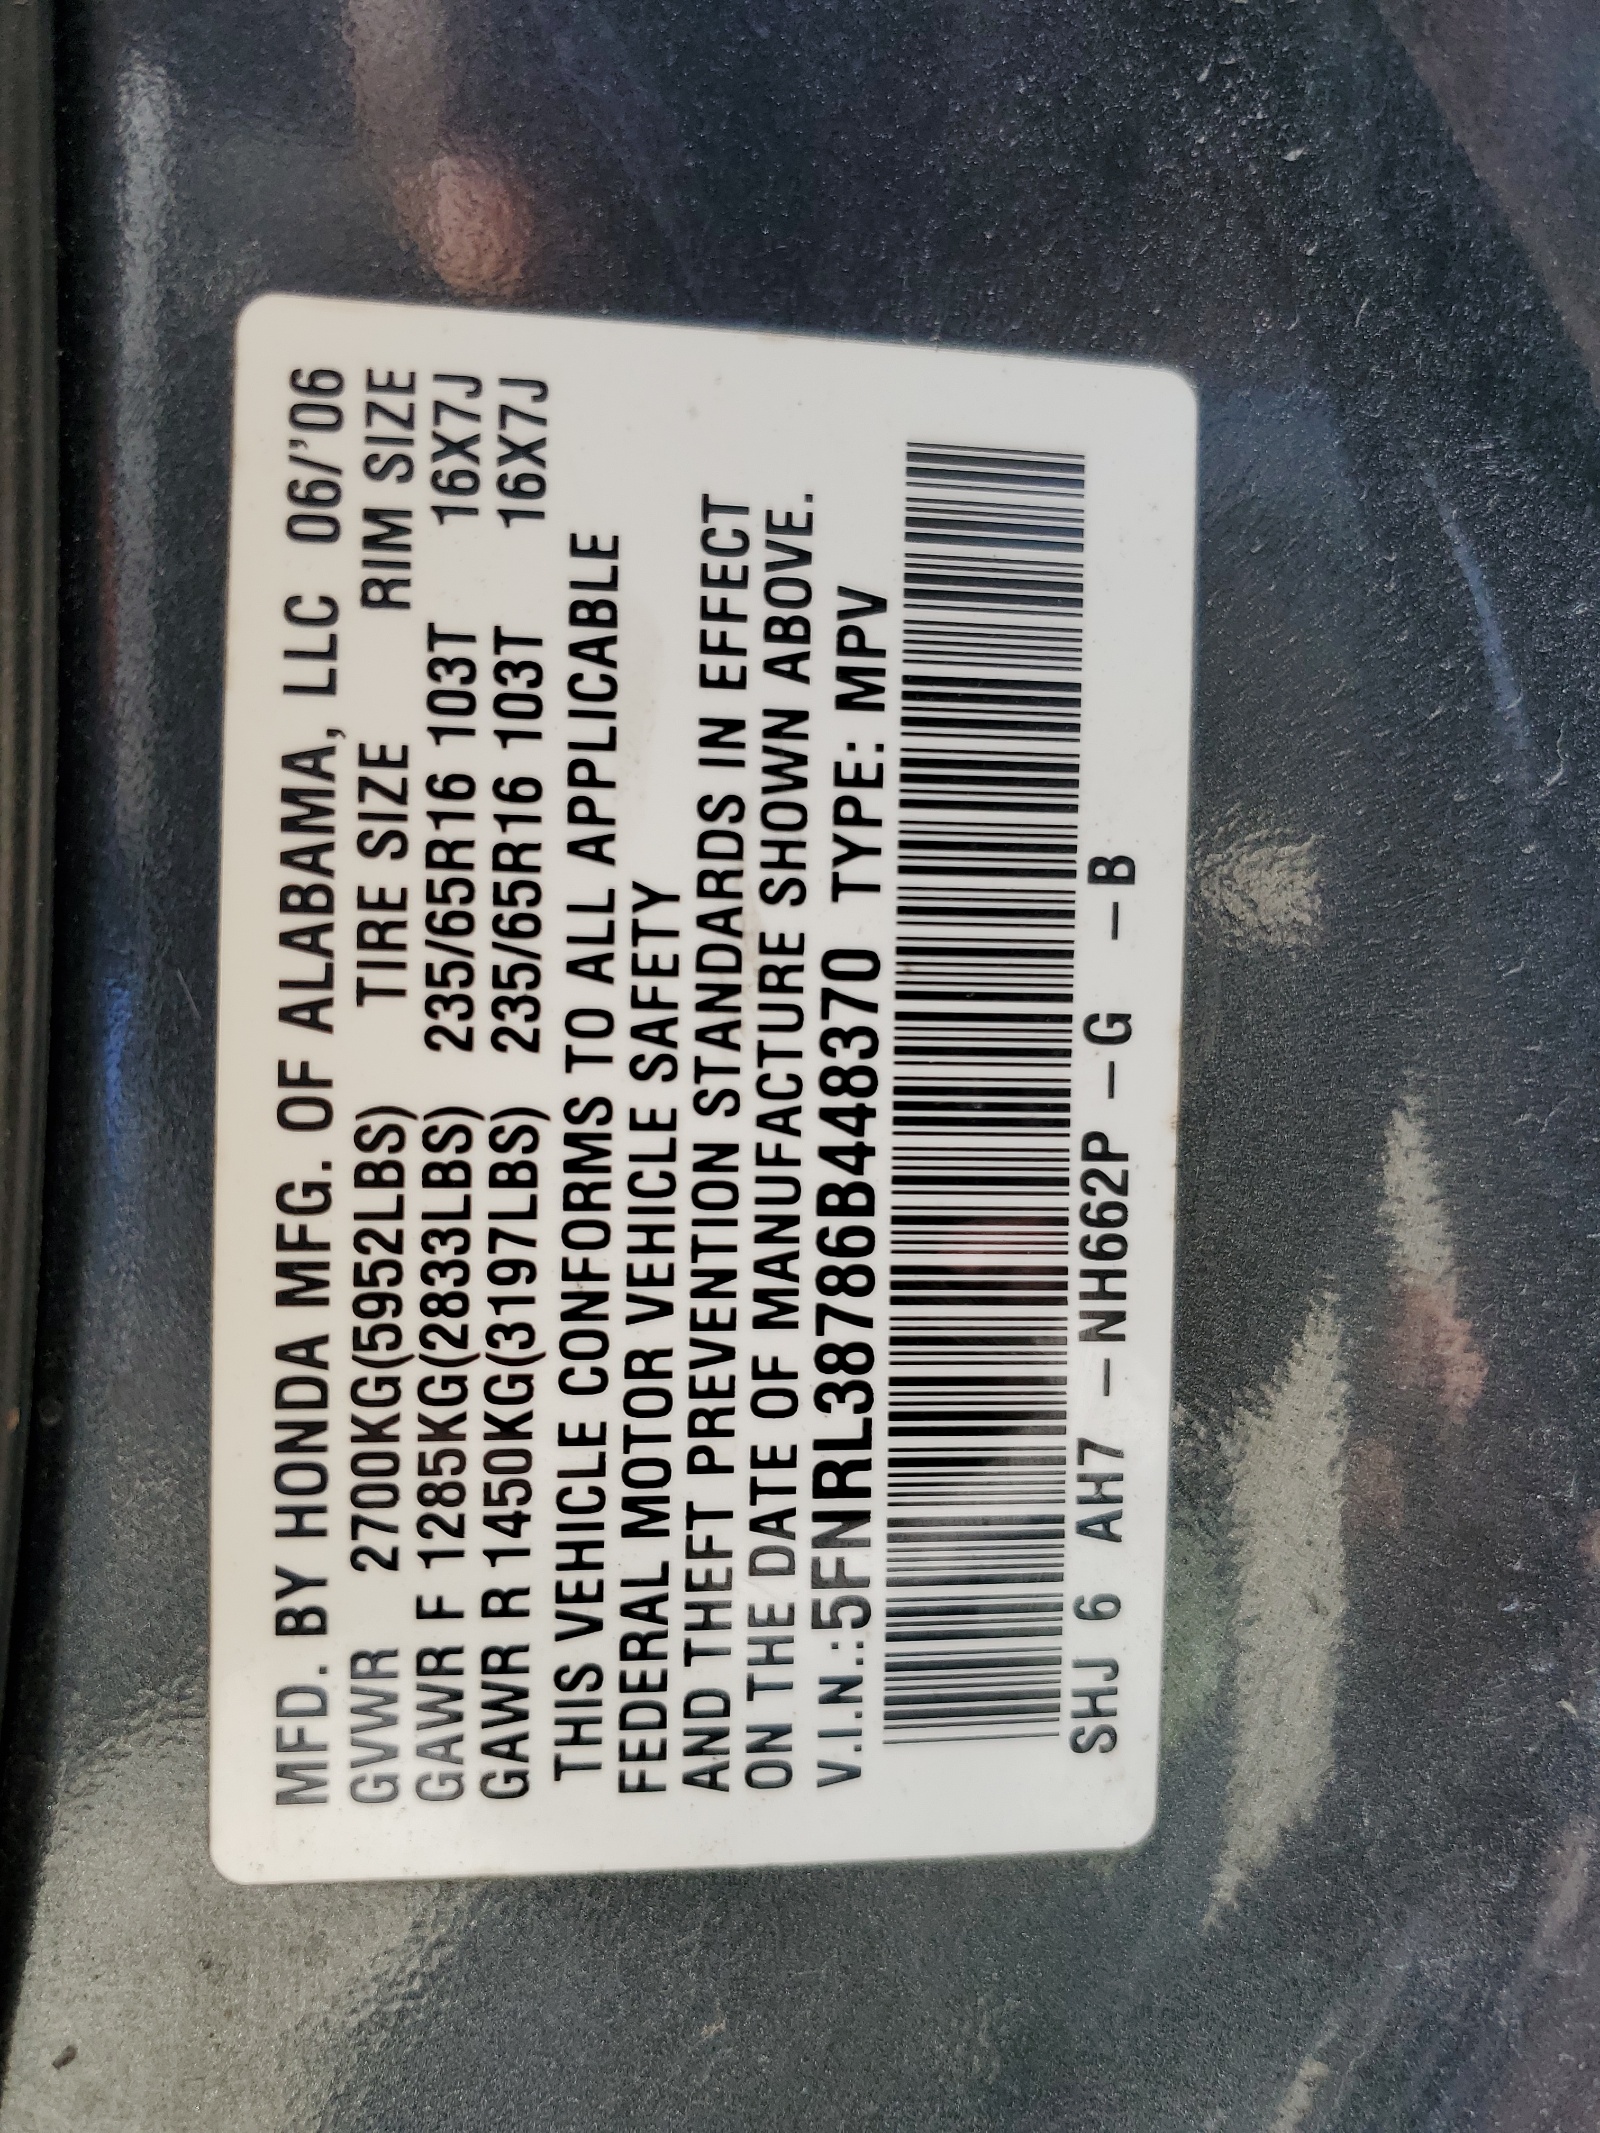 MFD. BY HONDA MFG. OF ALABAMA, LLC 06/'06
TIRE SIZE RIM SIZE
GVWR 2700KG(5952LBS)
GAWR F 1285KG(2833LBS) 235/65R16 103T 16X7J
GAWR R 1450KG(3197LBS) 235/65R16 103T 16X7J
THIS VEHICLE CONFORMS TO ALL APPLICABLE
FEDERAL MOTOR VEHICLE SAFETY
AND THEFT PREVENTION STANDARDS IN EFFECT
ON THE DATE OF MANUFACTURE SHOWN ABOVE.
V.I.N.:5FNRL38786B448370 TYPE: MPV
SHJ 6 AH7 -NH662P -G -B